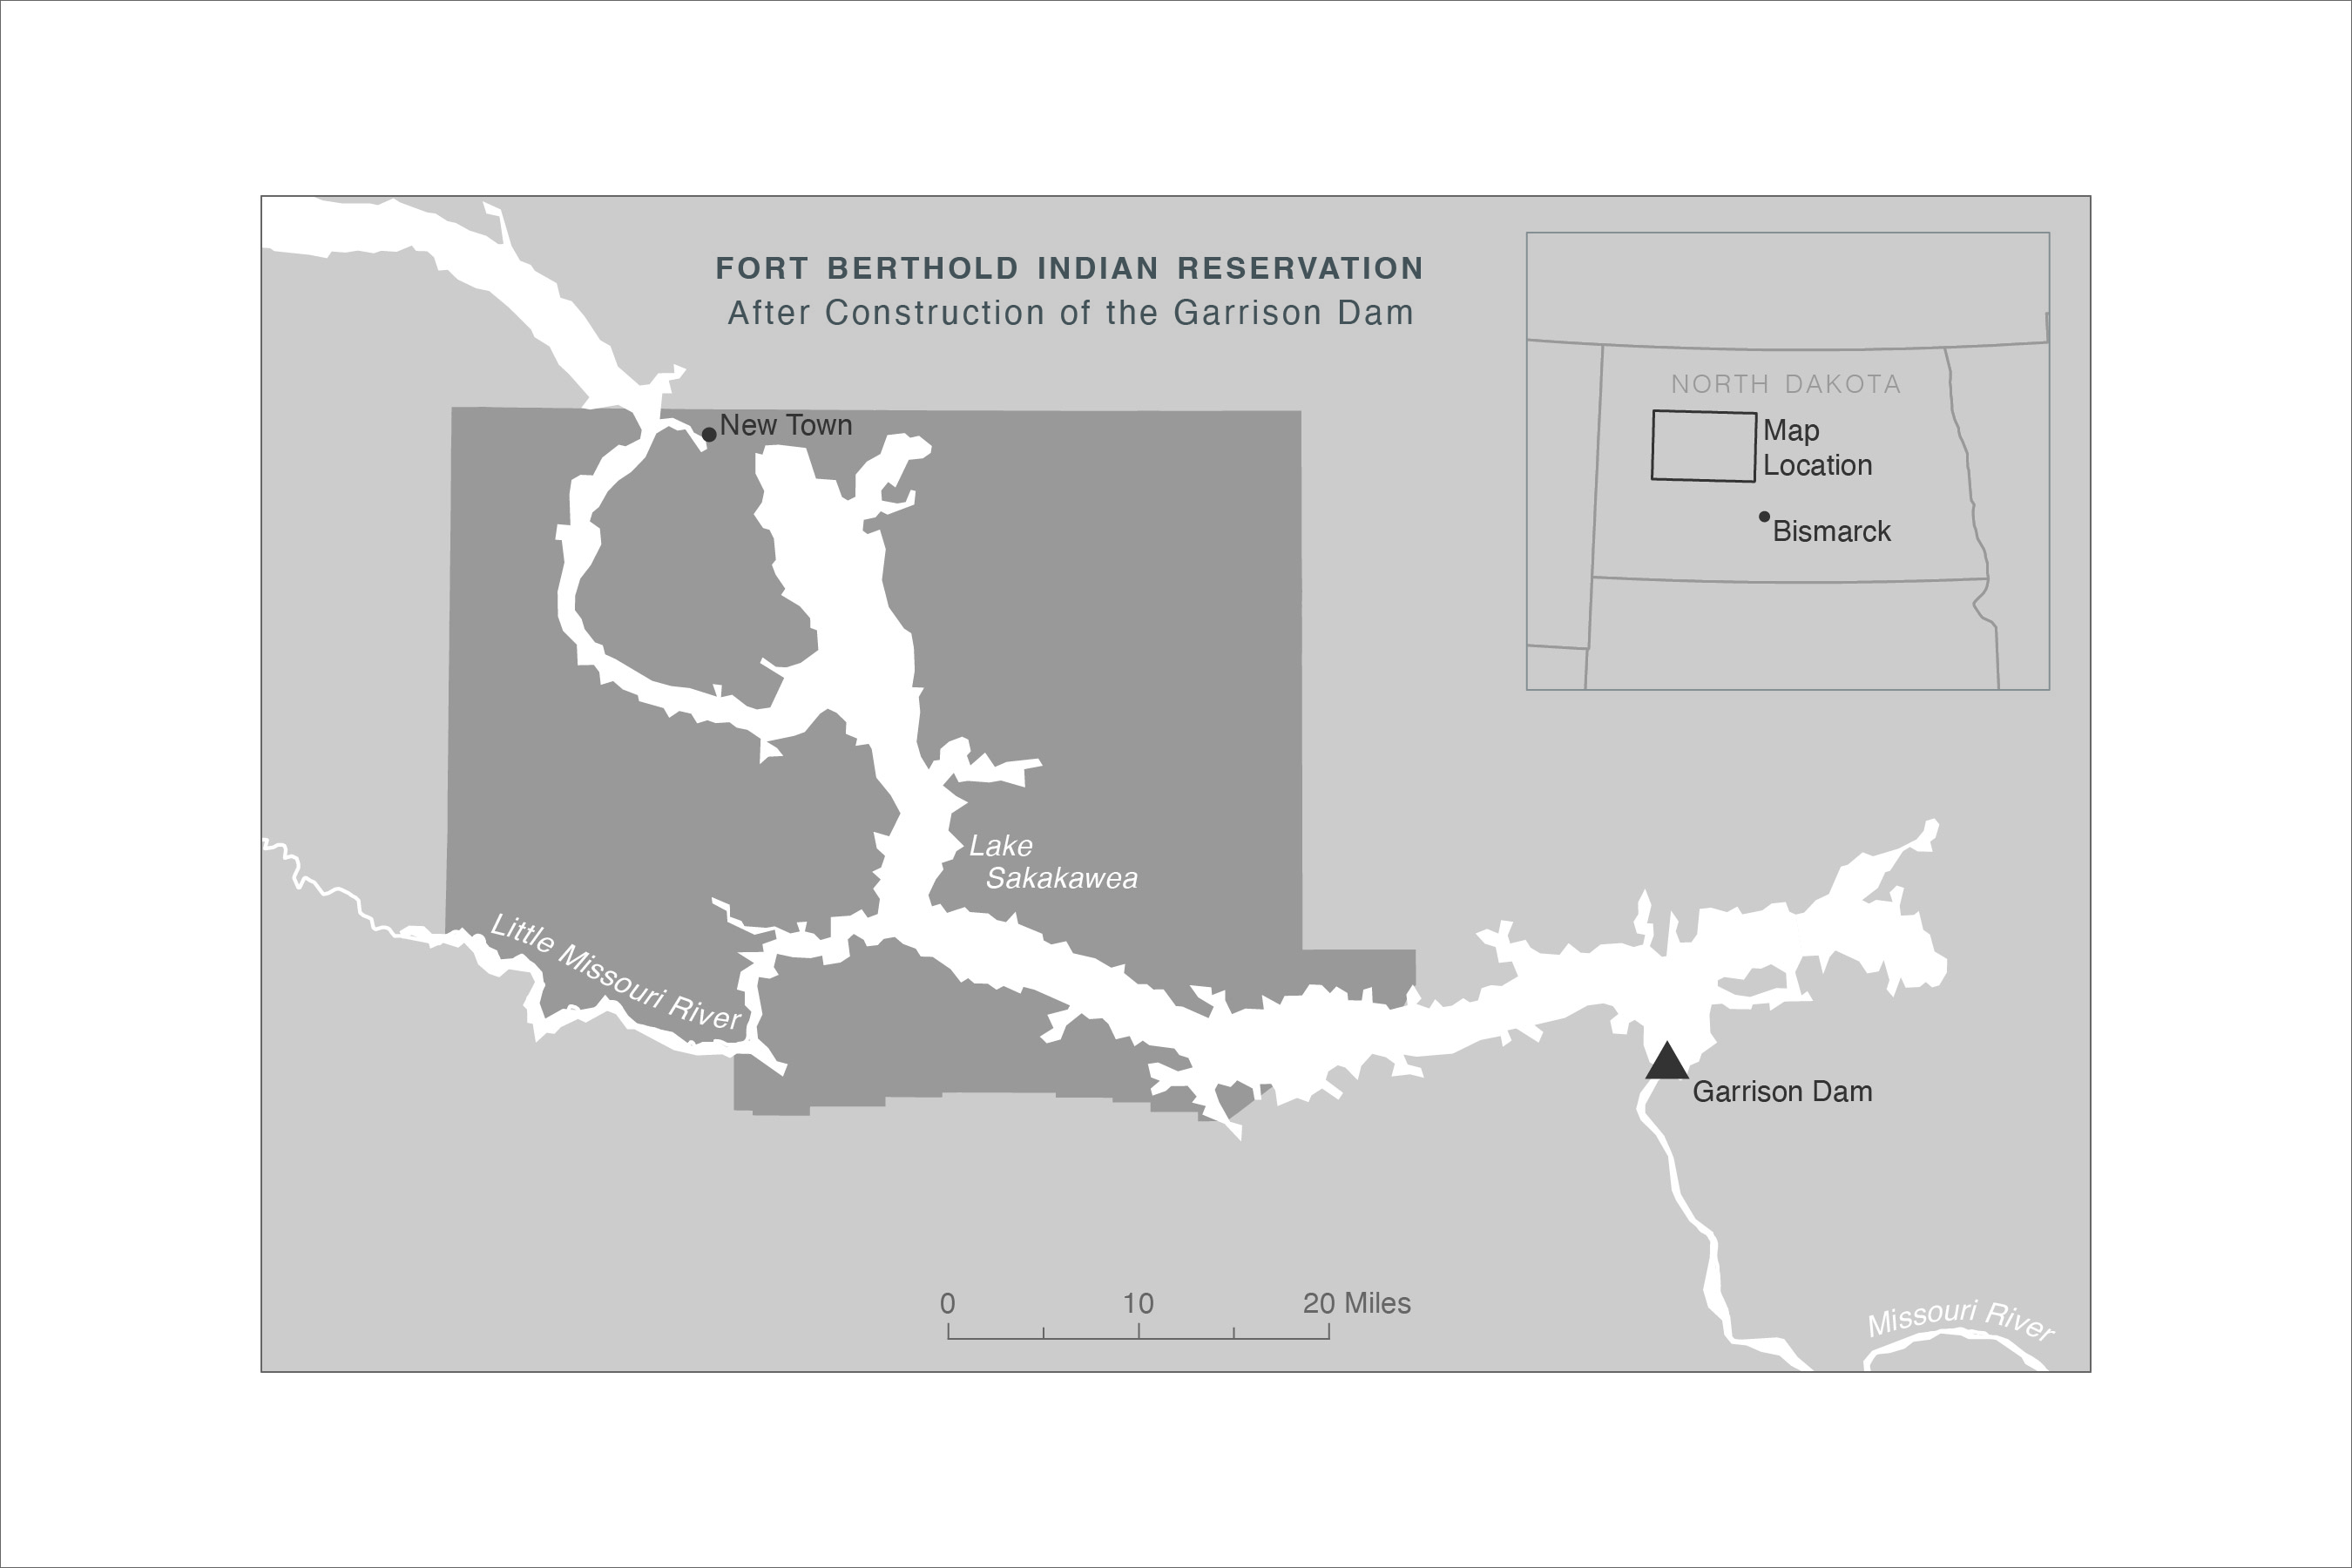 FORT BERTHOLD INDIAN RESERVATION
After Construction of the Garrison Dam
NORTH DAKOTA
Map
Location
Bismarck
New Town
Lake
Sakakawea
Little Missouri River
Garrison Dam
0 10 20 Miles
Missouri River